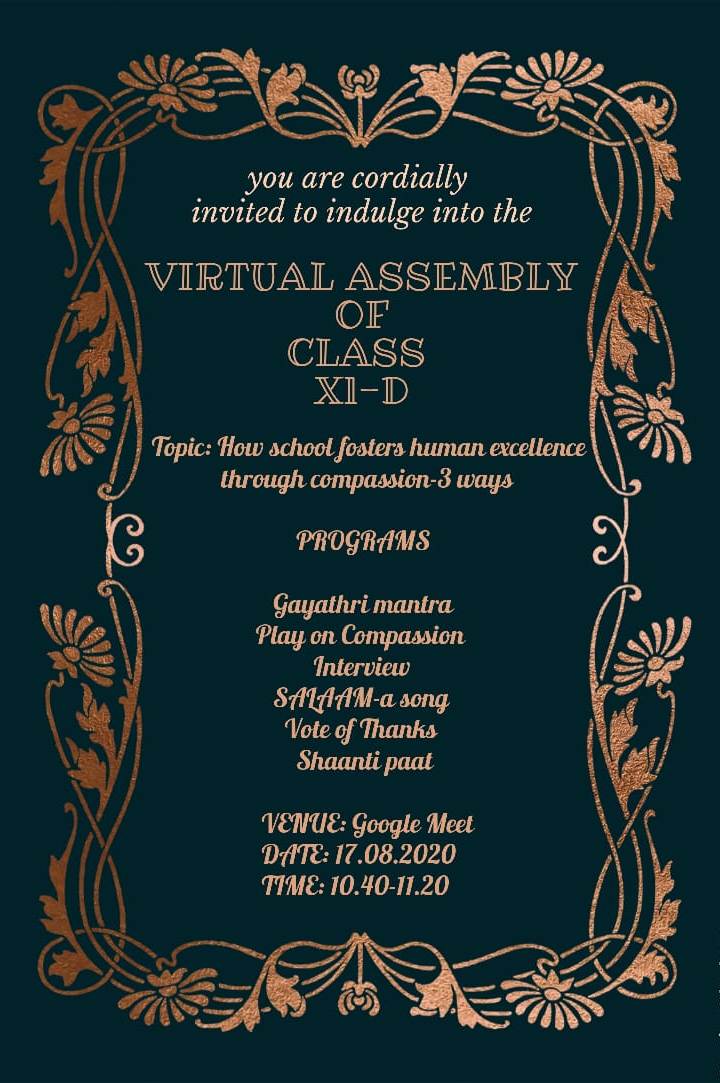 you are cordially
invited to indulge into the
VIRTUAL ASSEMBLY
OF
CLASS
XI-D
Topic: How school fosters human excellence
through compassion-3 ways
PROGRAMS
Gayathri mantra
Play on Compassion
Interview
SALAAM-a song
Vote of Thanks
Shaanti paat
VENUE: Google Meet
DATE: 17.08.2020
TIME: 10.40-11.20